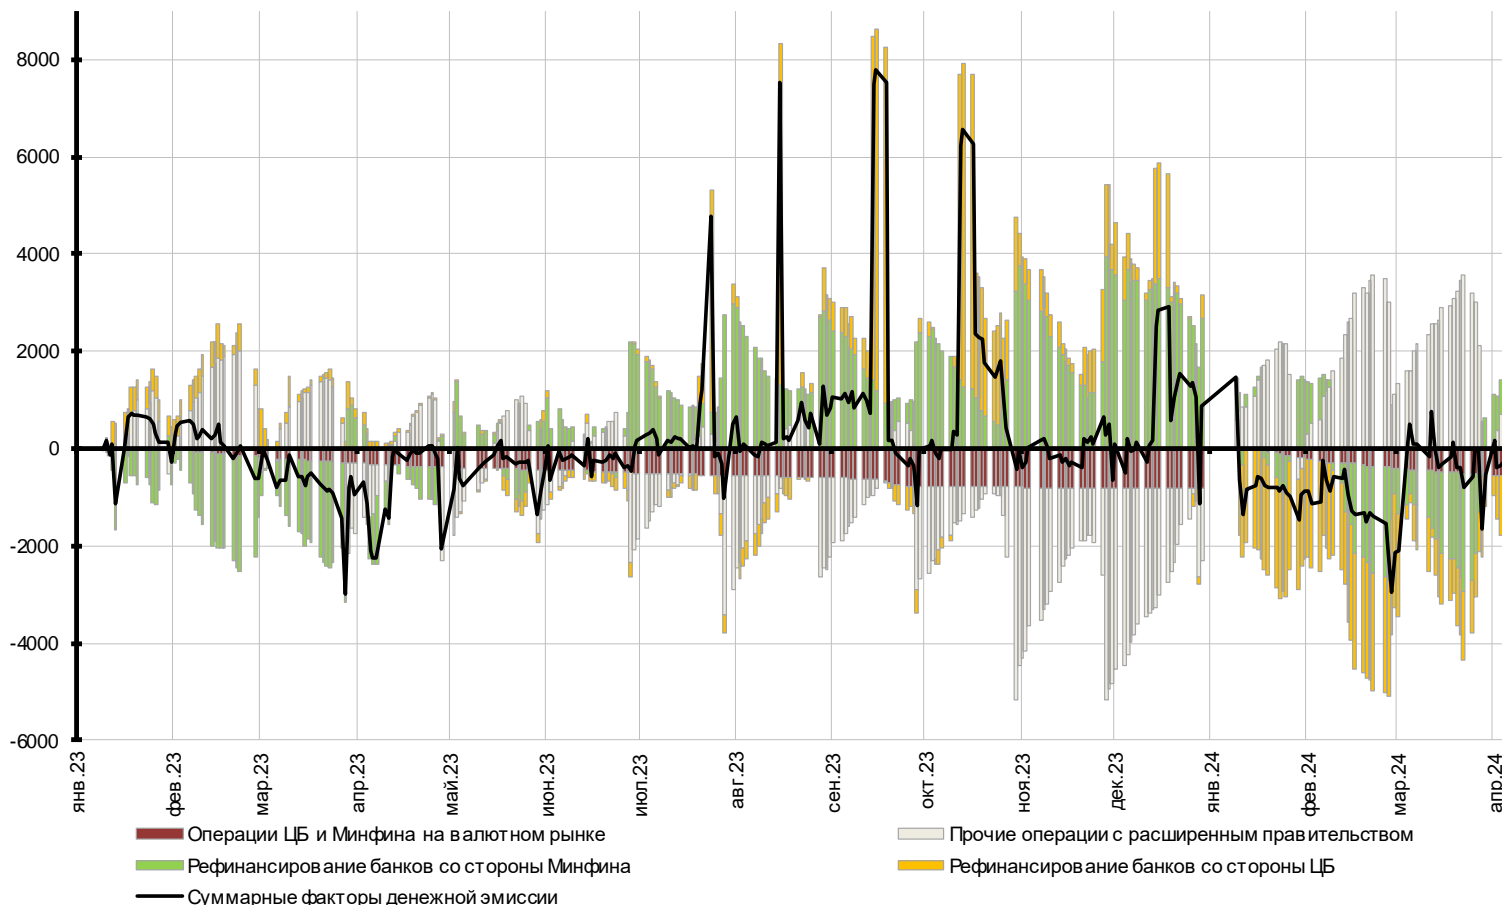 8000
6000
4000
2000
0
-2000
-4000
-6000
янв.23
фев.23
мар.23
апр.23
май.23
июн.23
июл.23
авг.23
сен.23
окт.23
ноя.23
дек.23
янв.24
фев.24
мар.24
апр.24
Операции ЦБ и Минфина на валютном рынке
Прочие операции с расширенным правительством
Рефинансирование банков со стороны Минфина
Рефинансирование банков со стороны ЦБ
Суммарные факторы денежной эмиссии